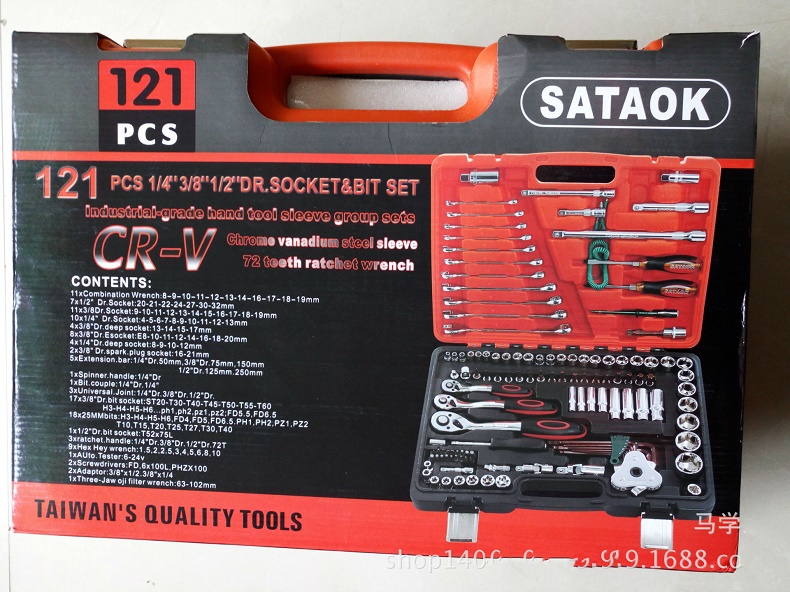 121
PCS
SATAOK
121 PCS 1/4"3/8"1/2"DR.SOCKET&BIT SET
Industrial-grade hand tool sleeve group sets
CR-V
Chrome vanadium steel sleeve
72 teeth ratchet wrench
CONTENTS:
11xCombination Wrench:8-9-10-11-12-13-14-16-17-18-19mm
7x1/2" Dr.Socket:20-21-22-24-27-30-32mm
11x3/8Dr.Socket:9-10-11-12-13-14-15-16-17-18-19mm
10x1/4" Dr.Socket:4-5-6-7-8-9-10-11-12-13mm
4x3/8"Dr.deep socket:13-14-15-17mm
8x3/8"Dr.Esocket:E8-10-11-12-14-16-18-20mm
4x1/4"Dr.deep socket:8-9-10-12mm
2x3/8" Dr.spark.plug socket:16-21mm
5xExtension.bar:1/4"Dr.50mm,3/8"Dr.75mm,150mm
1/2"Dr.125mm.250mm
1xSpinner.handle:1/4"Dr
1xBit.couple:1/4"Dr.1/4"
3xUniversal.Joint:1/4"Dr.3/8"Dr.1/2"Dr.
17x3/8"Dr.bit socket:ST20-T30-T40-T45-T50-T55-T60
H3-H4-H5-H6...ph1,ph2,pz1,pz2;FD5.5,FD6.5
18x25MMbits:H3-H4-H5-H6,FD4,FD5,FD6.5,PH1,PH2,PZ1,PZ2
T10,T15,T20,T25,T27,T30,T40
1x1/2"Dr.bit socket:T52x75L
3xratchet.handle:1/4"Dr.3/8"Dr.1/2"Dr.72T
9xHex Hey wrench:1.5,2,2.5,3,4,5,6,8,10
1xAUto.Tester:6-24v
2xScrewdrivers:FD,6x100L,PHZX100
2xAdaptor:3/8"x1/2.3/8"x1/4
1xThree-Jaw oji filter wrench:63-102mm
SATAOK
SATAOK
TAIWAN'S QUALITY TOOLS
马学